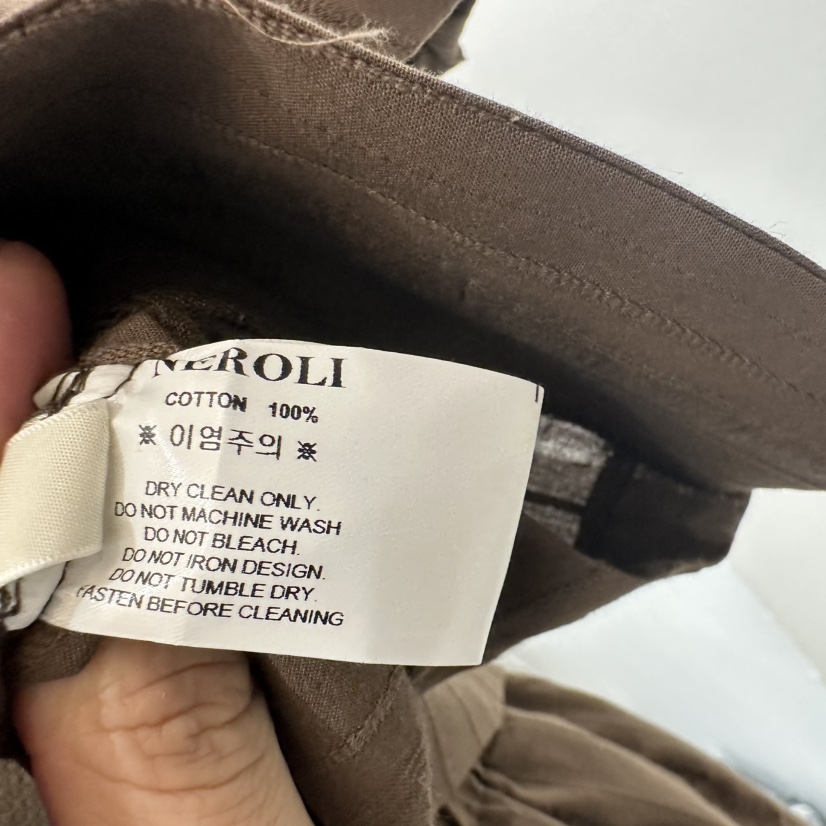 NEROLI
COTTON 100%
※ 이염주의 ※
DRY CLEAN ONLY.
DO NOT MACHINE WASH
DO NOT BLEACH.
DO NOT IRON DESIGN.
DO NOT TUMBLE DRY.
FASTEN BEFORE CLEANING